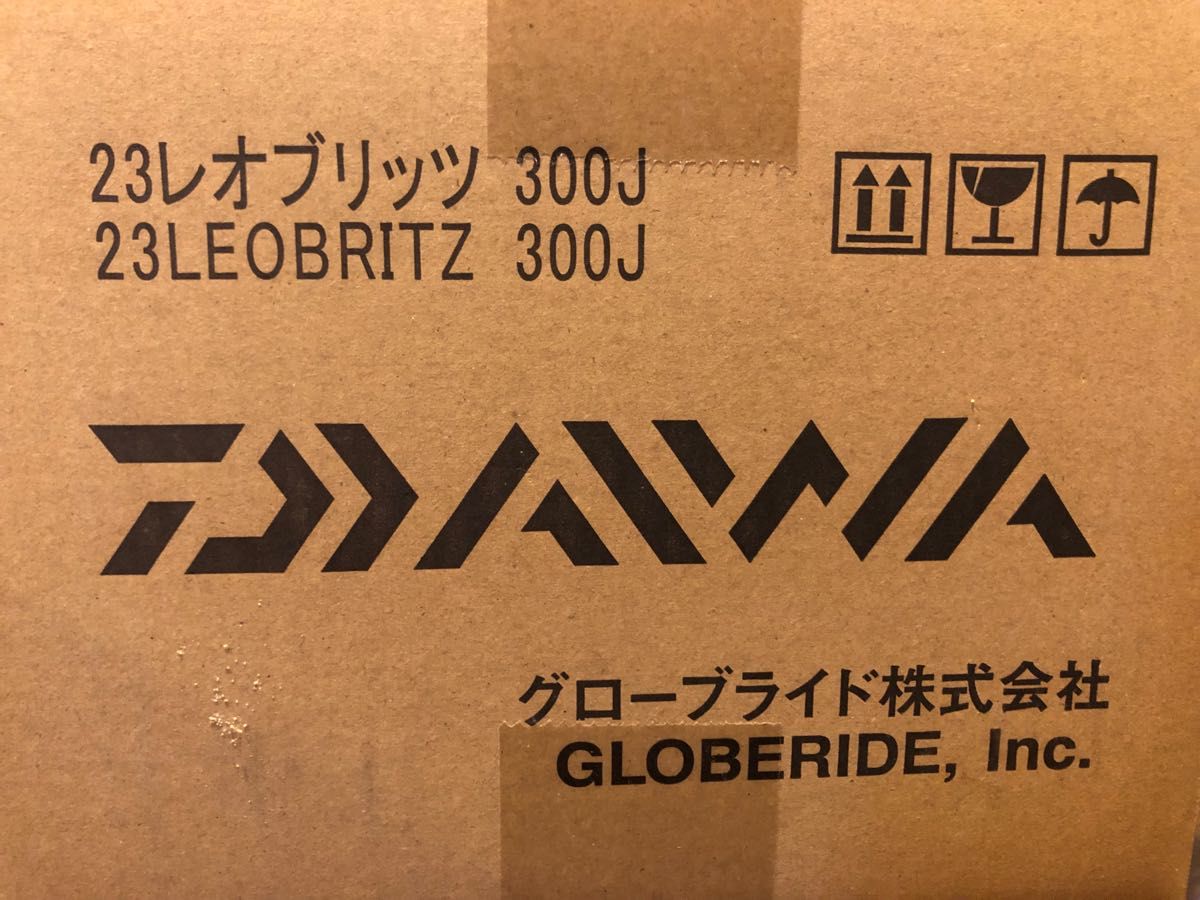 23レオブリッツ 300J
23LEOBRITZ 300J
DAIWA
グローブライド株式会社
GLOBERIDE, Inc.